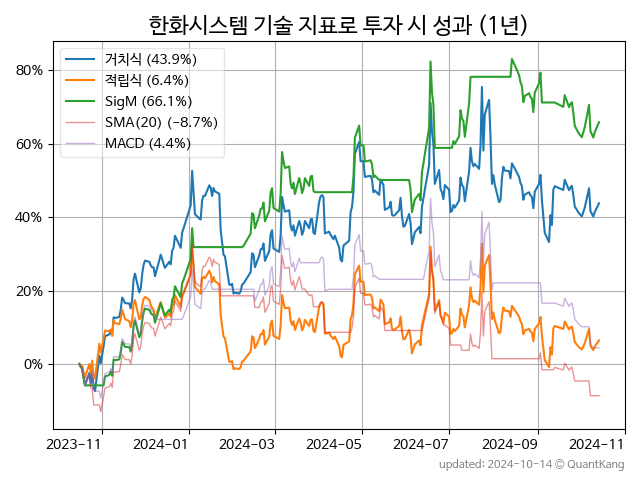 한화시스템 기술 지표로 투자 시 성과 (1년)
거치식 (43.9%)
적립식 (6.4%)
SigM (66.1%)
SMA(20) (−8.7%)
MACD (4.4%)
80%
60%
40%
20%
0%
2023−11 2024−01 2024−03 2024−05 2024−07 2024−09 2024−11
updated: 2024-10-14 © QuantKang